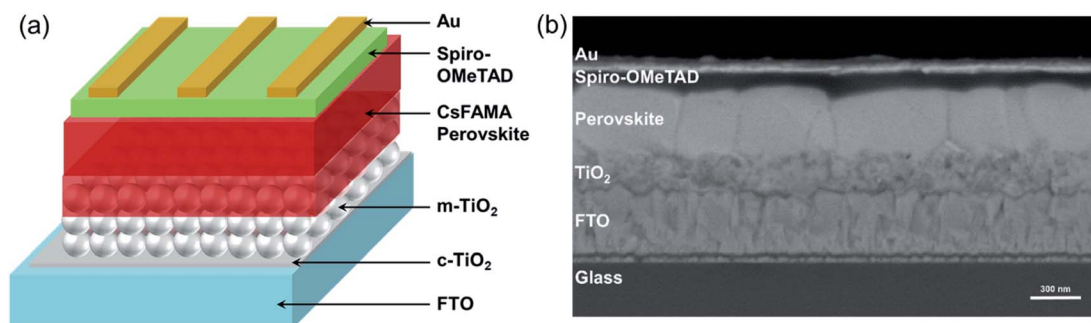 (a)
Au
Spiro-
OMeTAD
CsFAMA
Perovskite
m-TiO₂
c-TiO₂
FTO
(b)
Au
Spiro-OMeTAD
Perovskite
TiO₂
FTO
Glass
300 nm